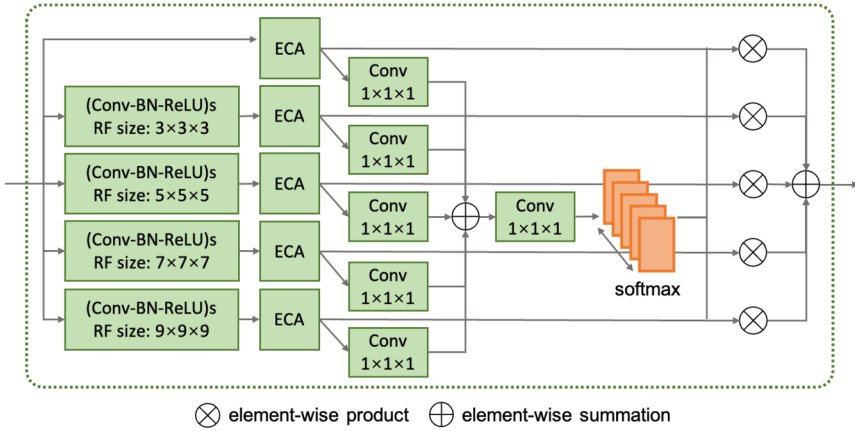 ECA
Conv
1×1×1
(Conv-BN-ReLU)s
RF size: 3×3×3
ECA
Conv
1×1×1
(Conv-BN-ReLU)s
RF size: 5×5×5
ECA
Conv
1×1×1
Conv
1×1×1
(Conv-BN-ReLU)s
RF size: 7×7×7
ECA
Conv
1×1×1
softmax
(Conv-BN-ReLU)s
RF size: 9×9×9
ECA
Conv
1×1×1
element-wise product
element-wise summation